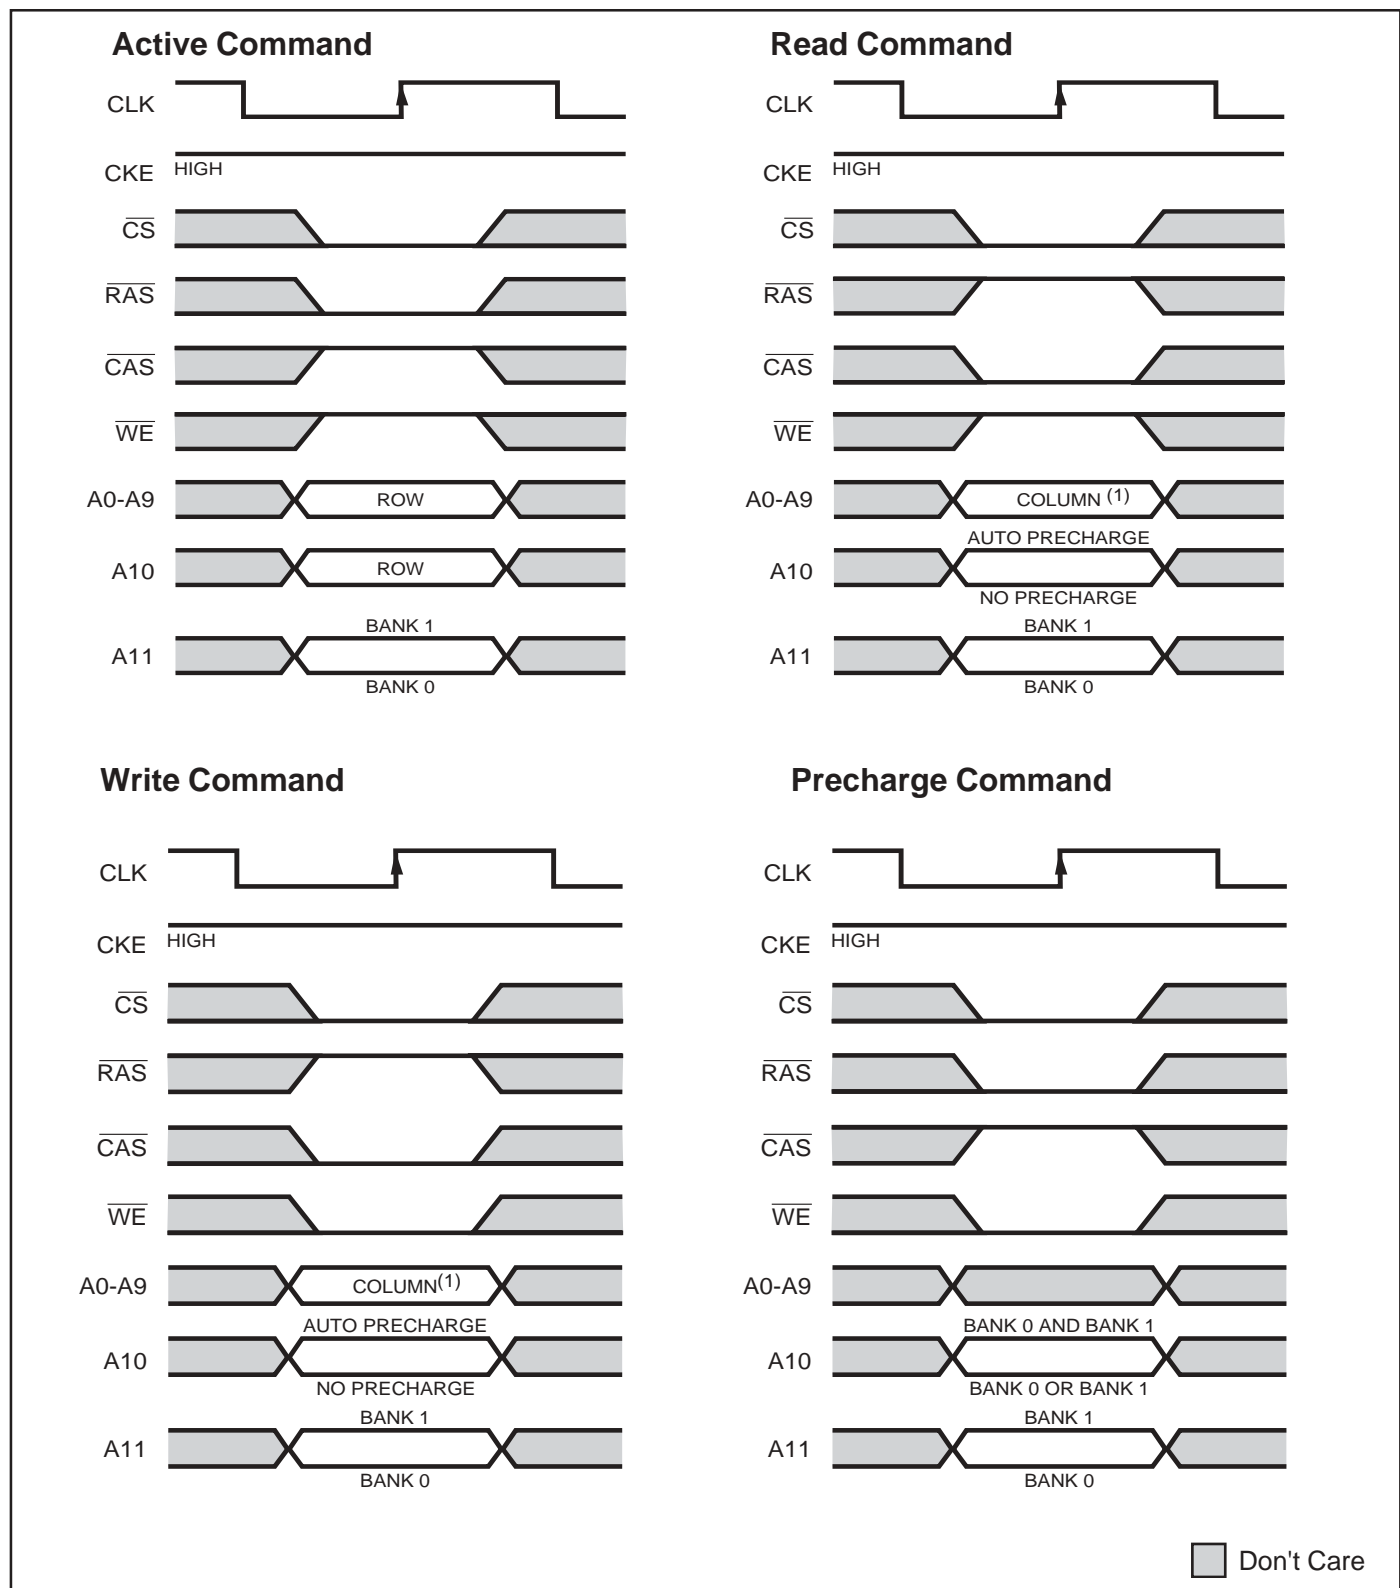 Active Command
CLK
CKE HIGH
CS
RAS
CAS
WE
A0-A9 ROW
A10 ROW
BANK 1
A11
BANK 0
Read Command
CLK
CKE HIGH
CS
RAS
CAS
WE
A0-A9 COLUMN (1)
AUTO PRECHARGE
A10
NO PRECHARGE
BANK 1
A11
BANK 0
Write Command
CLK
CKE HIGH
CS
RAS
CAS
WE
A0-A9 COLUMN(1)
AUTO PRECHARGE
A10
NO PRECHARGE
BANK 1
A11
BANK 0
Precharge Command
CLK
CKE HIGH
CS
RAS
CAS
WE
A0-A9
BANK 0 AND BANK 1
A10
BANK 0 OR BANK 1
BANK 1
A11
BANK 0
Don't Care